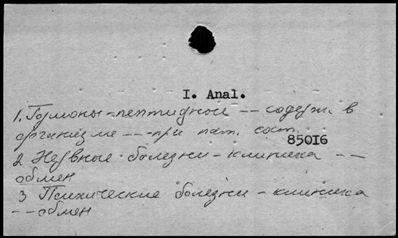 I. Anal.
1. Гормоны-пептидные -- содерж. в
организме -- -при пат. сост.
85016
2 Нервные болезни-клиника --
обмен
3 Психические болезни - клиника
-- обмен